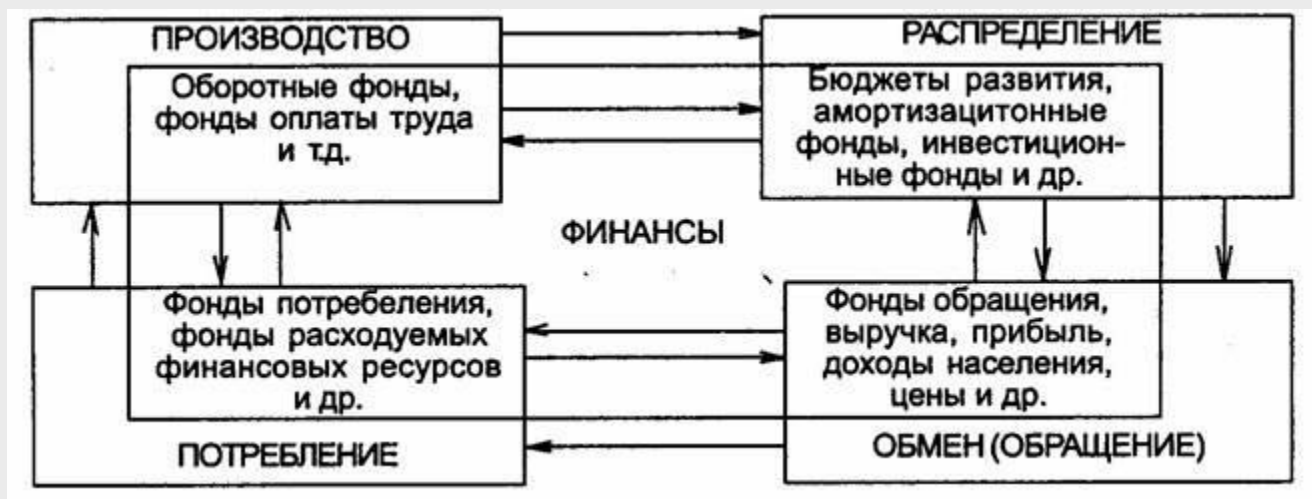 ПРОИЗВОДСТВО
Оборотные фонды,
фонды оплаты труда
и т.д.
РАСПРЕДЕЛЕНИЕ
Бюджеты развития,
амортизацитонные
фонды, инвестицион-
ные фонды и др.
ФИНАНСЫ
Фонды потребеления,
фонды расходуемых
финансовых ресурсов
и др.
ПОТРЕБЛЕНИЕ
Фонды обращения,
выручка, прибыль,
доходы населения,
цены и др.
ОБМЕН (ОБРАЩЕНИЕ)